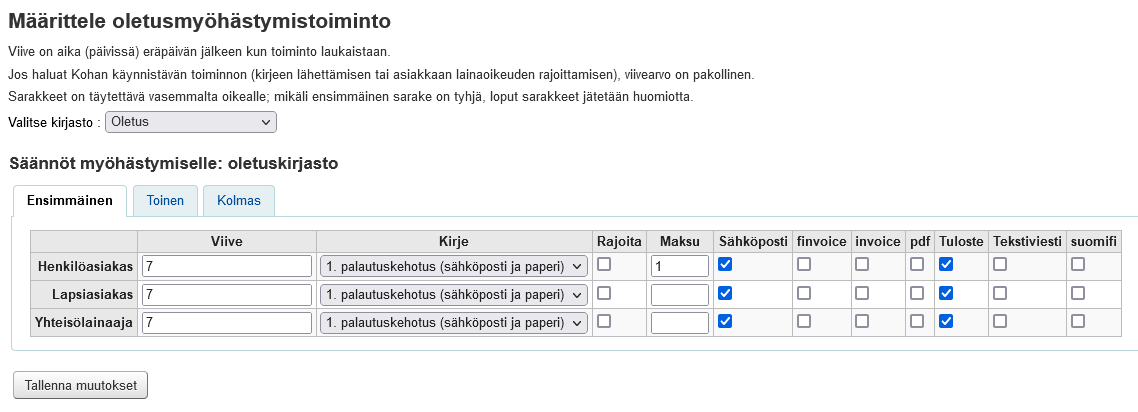 Määrittele oletusmyöhästymistoiminto
Viive on aika (päivissä) eräpäivän jälkeen kun toiminto laukaistaan.
Jos haluat Kohan käynnistävän toiminnon (kirjeen lähettämisen tai asiakkaan lainaoikeuden rajoittamisen), viivearvo on pakollinen.
Sarakkeet on täytettävä vasemmalta oikealle; mikäli ensimmäinen sarake on tyhjä, loput sarakkeet jätetään huomiotta.
Valitse kirjasto : Oletus
Säännöt myöhästymiselle: oletuskirjasto
Ensimmäinen Toinen Kolmas
Viive Kirje Rajoita Maksu Sähköposti finvoice invoice pdf Tuloste Tekstiviesti suomifi
Henkilöasiakas 7 1. palautuskehotus (sähköposti ja paperi) 1
Lapsiasiakas 7 1. palautuskehotus (sähköposti ja paperi)
Yhteisölainaaja 7 1. palautuskehotus (sähköposti ja paperi)
Tallenna muutokset